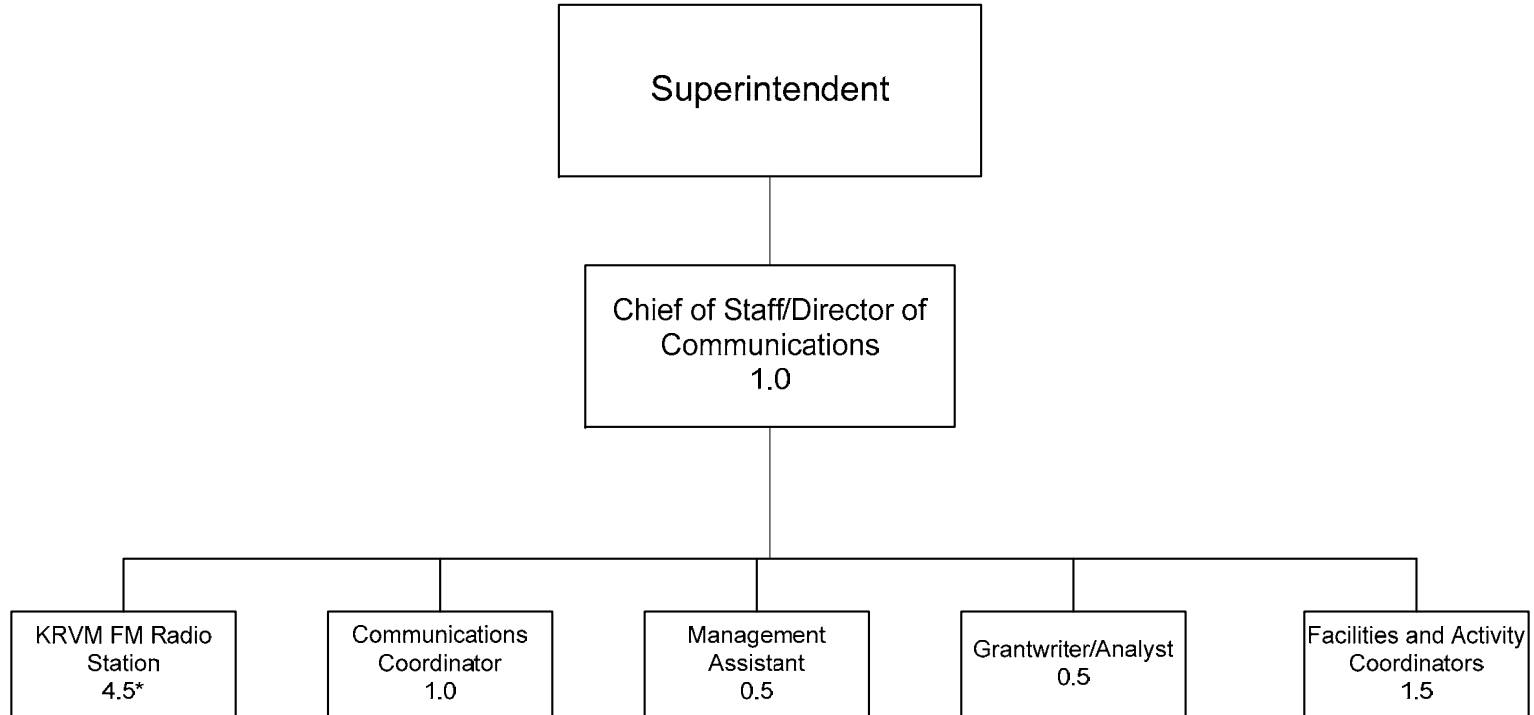 Superintendent
Chief of Staff/Director of
Communications
1.0
KRVM FM Radio
Station
4.5*
Communications
Coordinator
1.0
Management
Assistant
0.5
Grantwriter/Analyst
0.5
Facilities and Activity
Coordinators
1.5